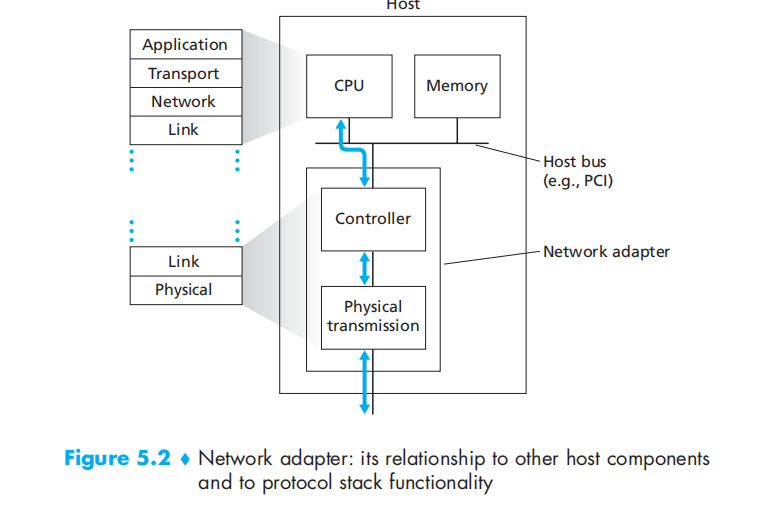 Host
Application
Transport
Network
Link
CPU
Memory
Host bus
(e.g., PCI)
Controller
Network adapter
Link
Physical
Physical
transmission
Figure 5.2 ♦ Network adapter: its relationship to other host components
and to protocol stack functionality